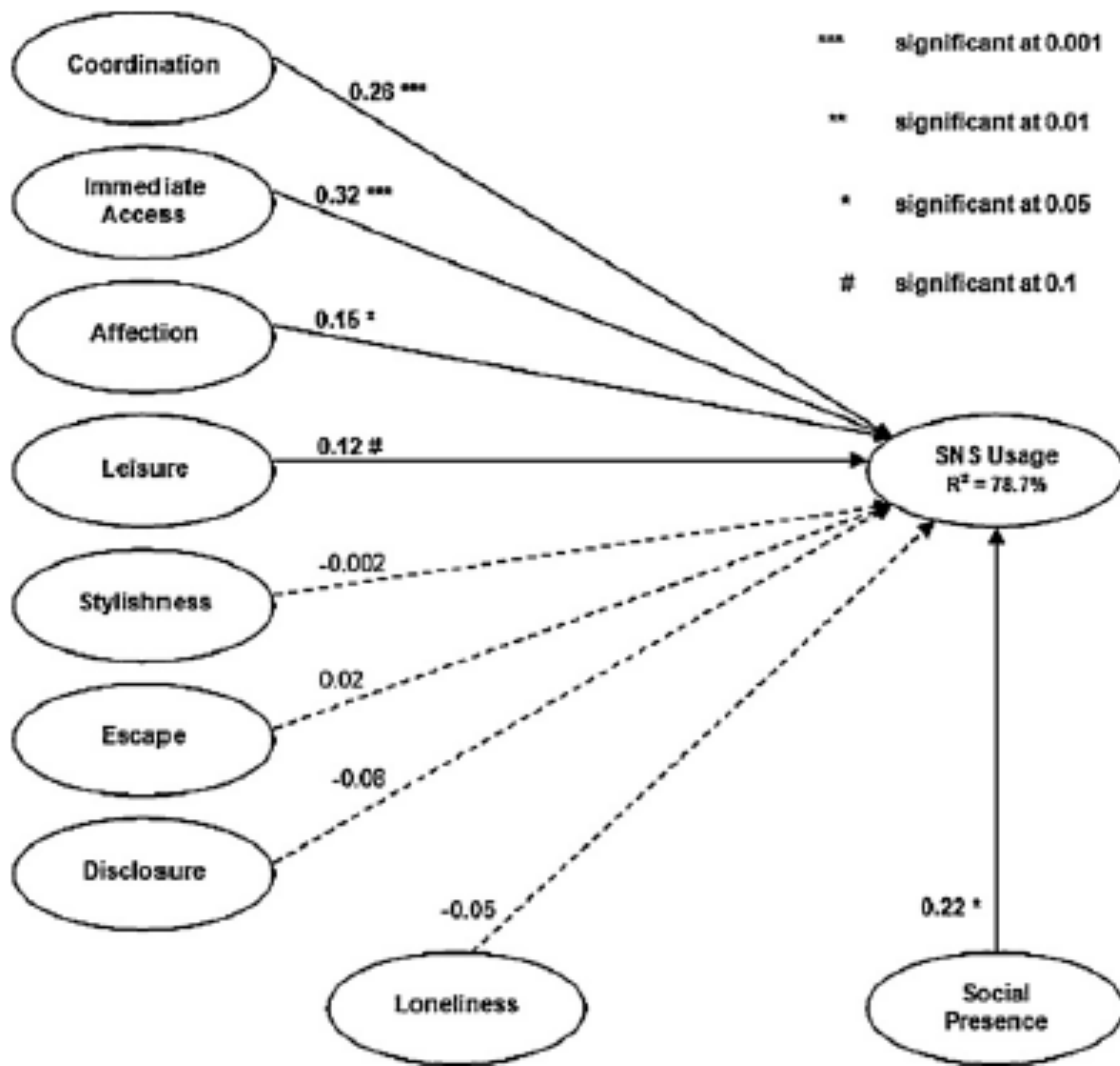 Coordination
0.26 ***
*** significant at 0.001
** significant at 0.01
Immediate
Access
0.32 ***
* significant at 0.05
# significant at 0.1
Affection
0.15 *
Leisure
0.12 #
SNS Usage
R² = 78.7%
Stylishness
-0.002
Escape
0.02
Disclosure
-0.08
Loneliness
-0.05
0.22 *
Social
Presence